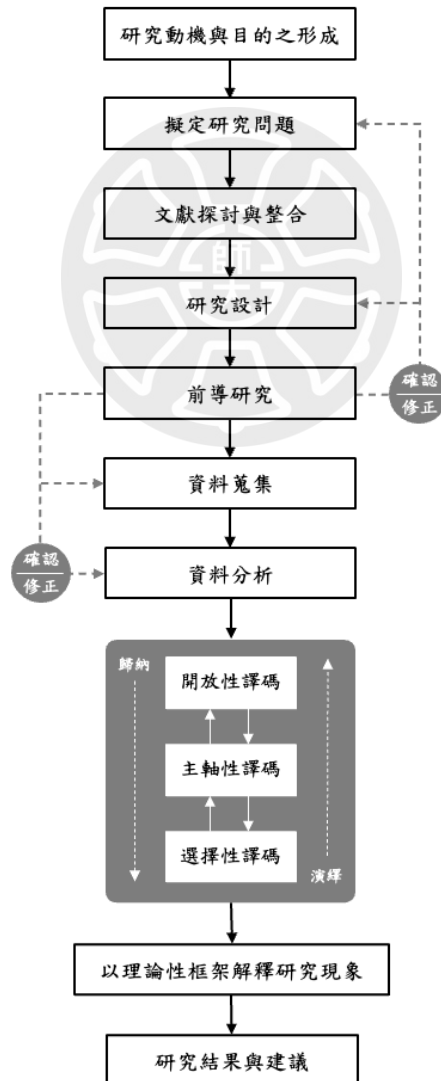 研究動機與目的之形成
擬定研究問題
文獻探討與整合
師大
研究設計
前導研究
確認
修正
資料蒐集
確認
修正
資料分析
歸納
開放性譯碼
主軸性譯碼
選擇性譯碼
演繹
以理論性框架解釋研究現象
研究結果與建議